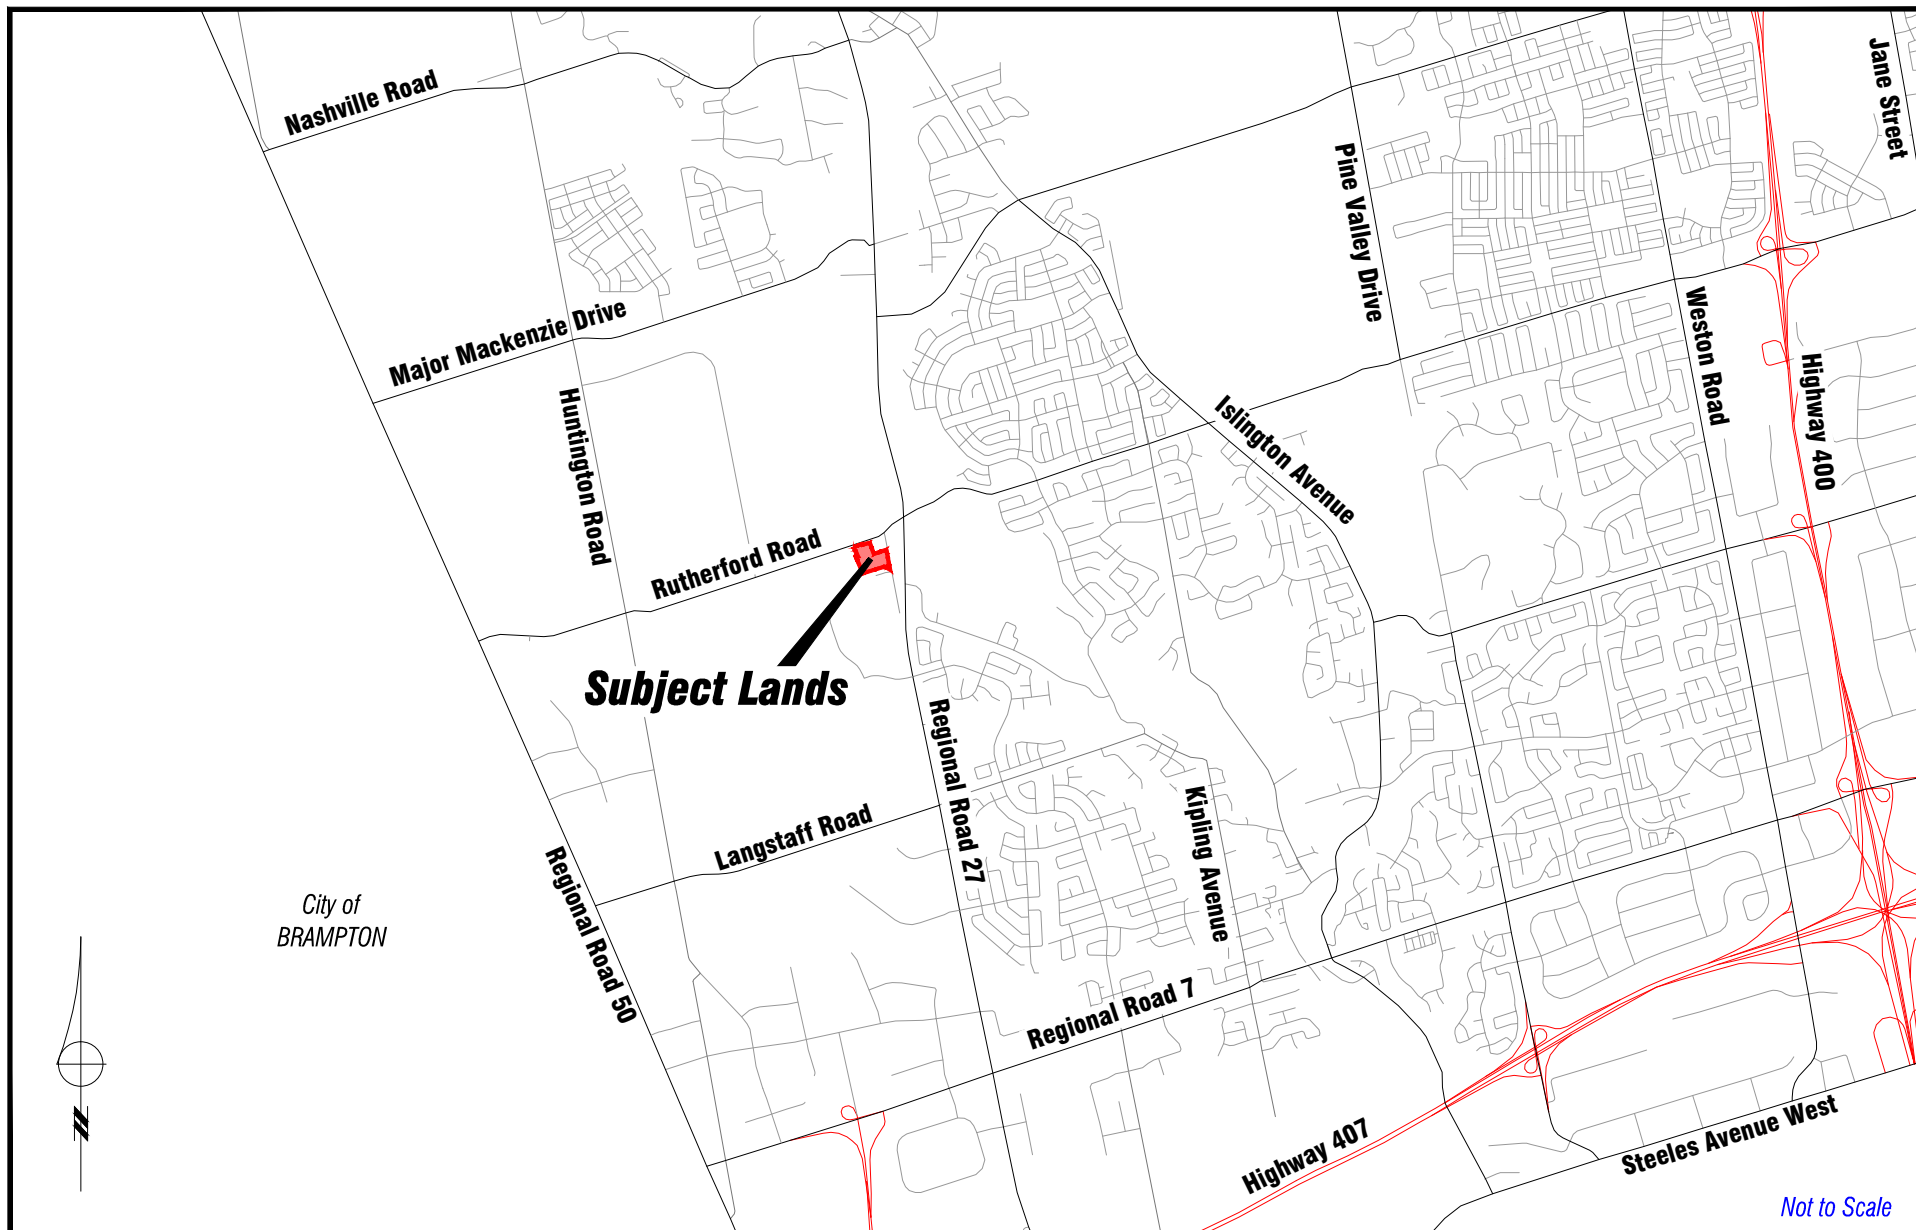 Nashville Road
Jane Street
Pine Valley Drive
Major Mackenzie Drive
Weston Road
Highway 400
Huntington Road
Islington Avenue
Rutherford Road
Subject Lands
Regional Road 27
Kipling Avenue
Langstaff Road
Regional Road 50
City of
BRAMPTON
Regional Road 7
N
Highway 407
Steeles Avenue West
Not to Scale